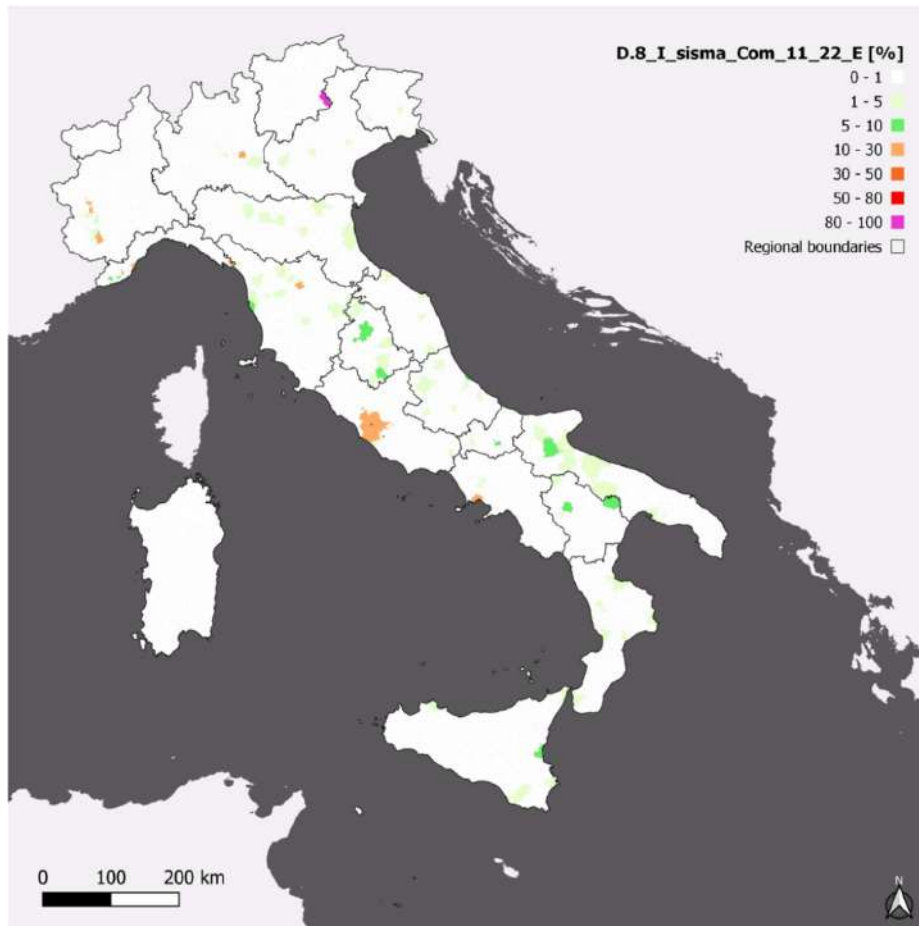 D.8_I_sisma_Com_11_22_E [%]
0 - 1
1 - 5
5 - 10
10 - 30
30 - 50
50 - 80
80 - 100
Regional boundaries
0 100 200 km
N